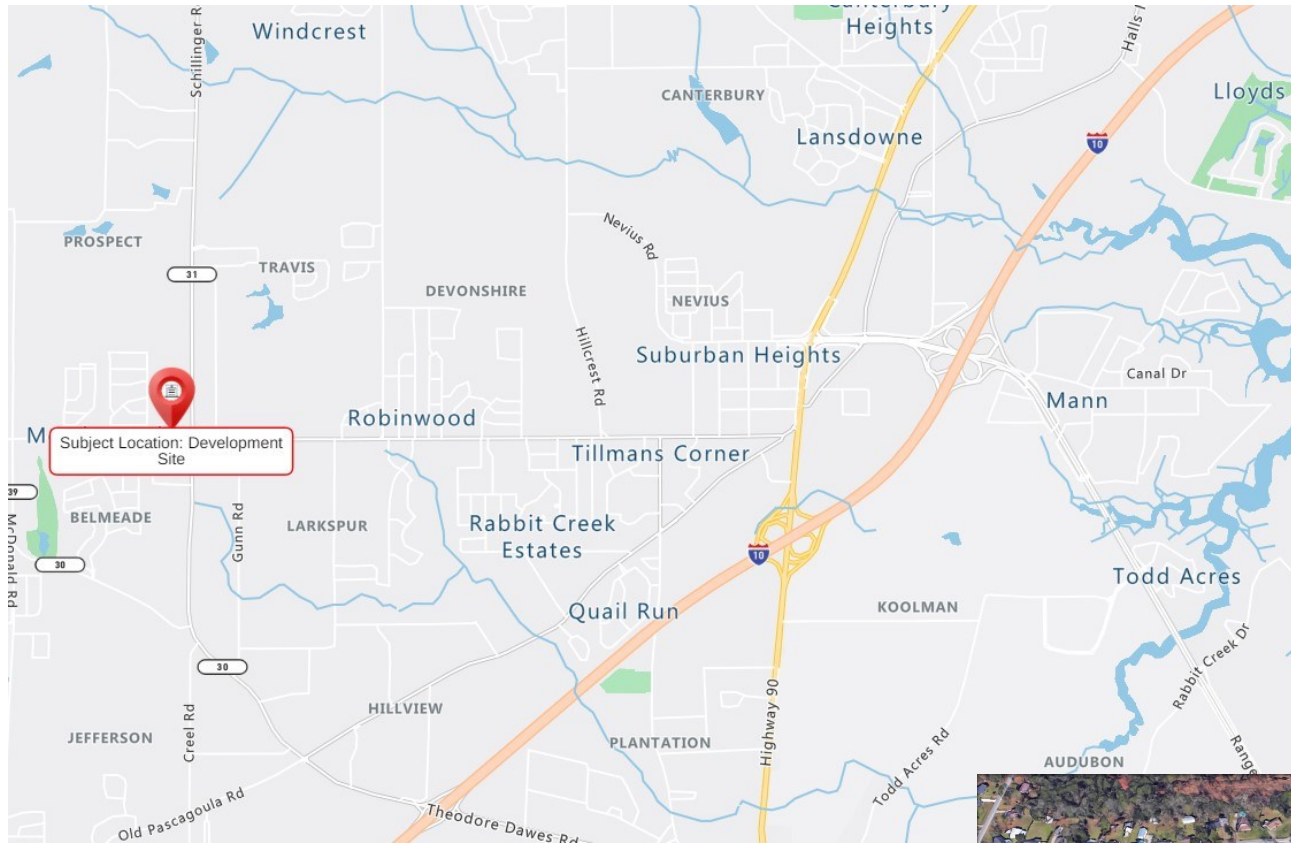 Canterbury
Heights
Windcrest
Schillinger R
Halls
CANTERBURY
Lloyds
Lansdowne
10
PROSPECT
Nevius Rd
31
TRAVIS
DEVONSHIRE
NEVIUS
Hillcrest Rd
Suburban Heights
Canal Dr
Mann
Robinwood
M
Subject Location: Development
Site
Tillmans Corner
39
BELMEADE
Gunn Rd
LARKSPUR
Rabbit Creek
Estates
McDonald Rd
30
10
Todd Acres
Quail Run
KOOLMAN
30
Rabbit Creek Dr
HILLVIEW
JEFFERSON
Creel Rd
PLANTATION
Highway 90
Todd Acres Rd
AUDUBON
Range
Old Pascagoula Rd
Theodore Dawes Rd